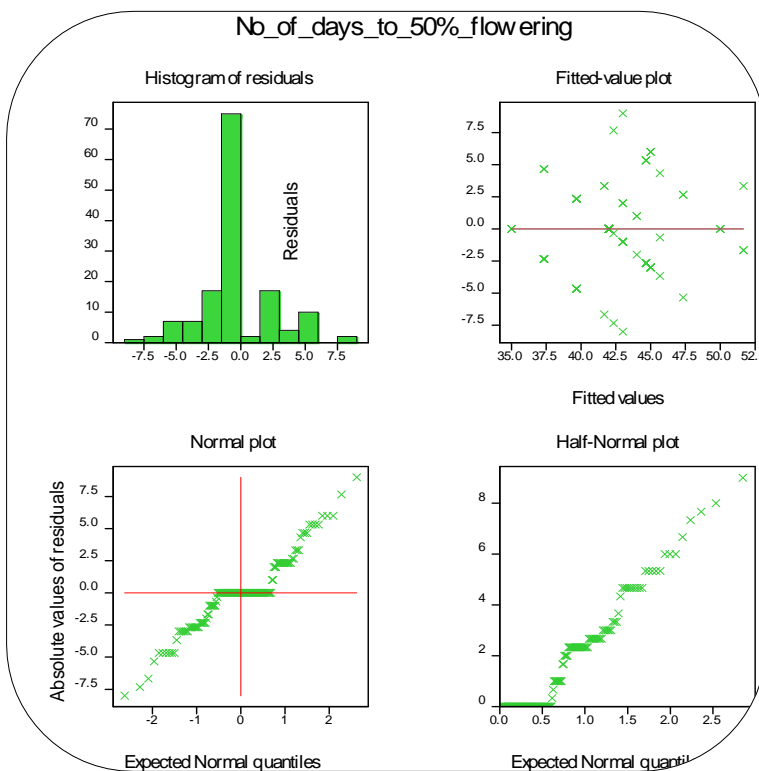 No_of_days_to_50%_flowering
Histogram of residuals
Fitted-value plot
70
60
50
40
30
20
10
0
-7.5 -5.0 -2.5 0.0 2.5 5.0 7.5
Residuals
7.5
5.0
2.5
0.0
-2.5
-5.0
-7.5
35.0 37.5 40.0 42.5 45.0 47.5 50.0 52.
Fitted values
Normal plot
Half-Normal plot
Absolute values of residuals
7.5
5.0
2.5
0.0
-2.5
-5.0
-7.5
-2 -1 0 1 2
Expected Normal quantiles
8
6
4
2
0
0.0 0.5 1.0 1.5 2.0 2.5
Expected Normal quantil